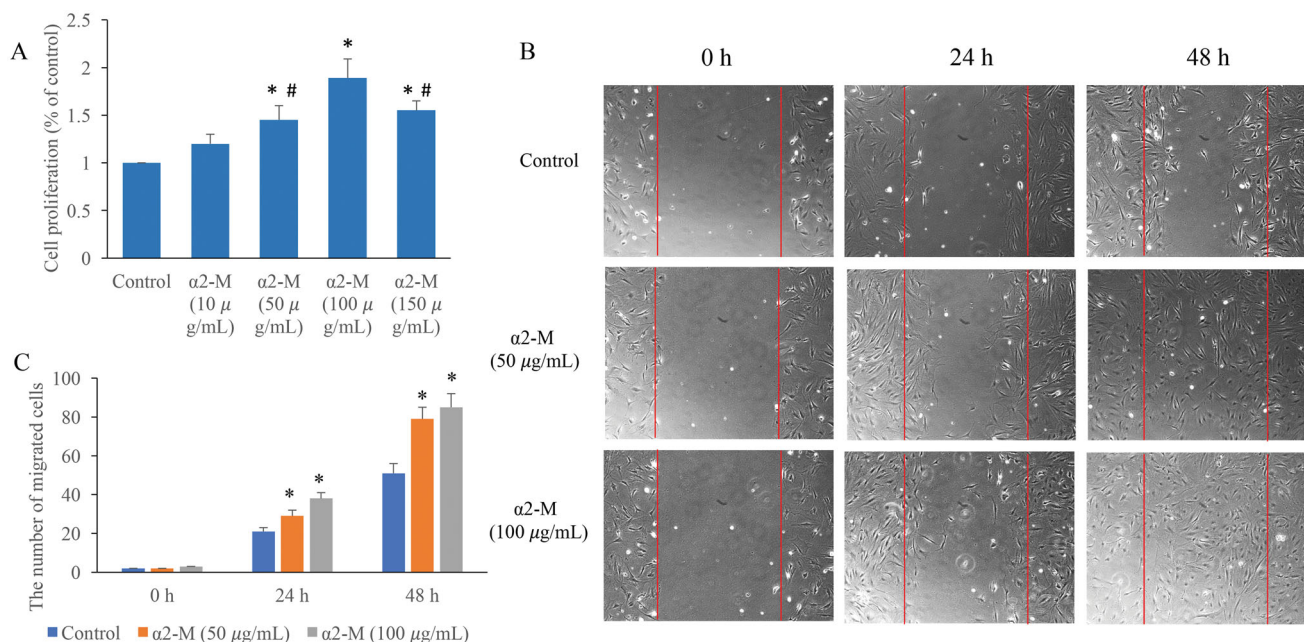 A
Cell proliferation (% of control)
2.5
2
1.5
1
0.5
0
* #
*
* #
Control
α2-M
(10 μ
g/mL)
α2-M
(50 μ
g/mL)
α2-M
(100 μ
g/mL)
α2-M
(150 μ
g/mL)
B
0 h
24 h
48 h
Control
α2-M
(50 μg/mL)
α2-M
(100 μg/mL)
C
The number of migrated cells
100
80
60
40
20
0
*
*
*
*
0 h
24 h
48 h
Control
α2-M (50 μg/mL)
α2-M (100 μg/mL)